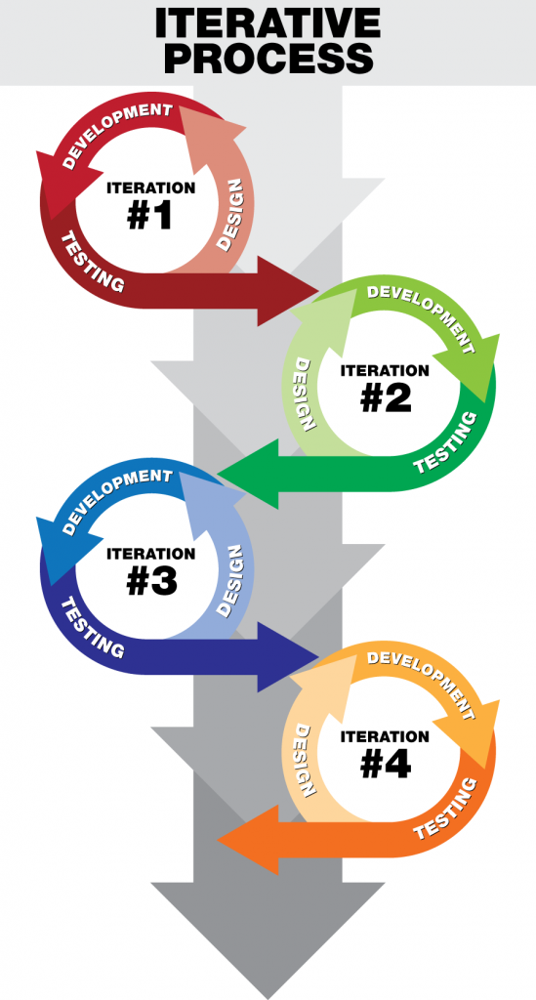 ITERATIVE
PROCESS
DEVELOPMENT
ITERATION
#1
DESIGN
TESTING
DEVELOPMENT
ITERATION
#2
DESIGN
TESTING
DEVELOPMENT
ITERATION
#3
DESIGN
TESTING
DEVELOPMENT
ITERATION
#4
DESIGN
TESTING